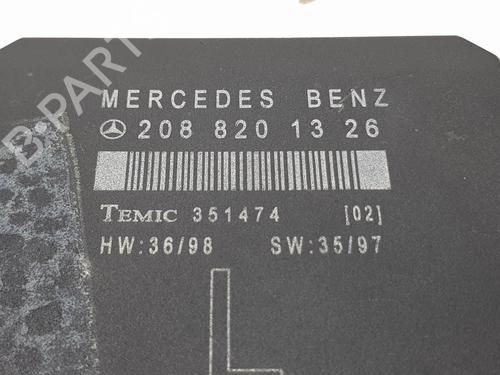 B-PARTS
MERCEDES BENZ
208 820 13 26
TEMIC 351474 [02]
HW:36/98 SW:35/97
L